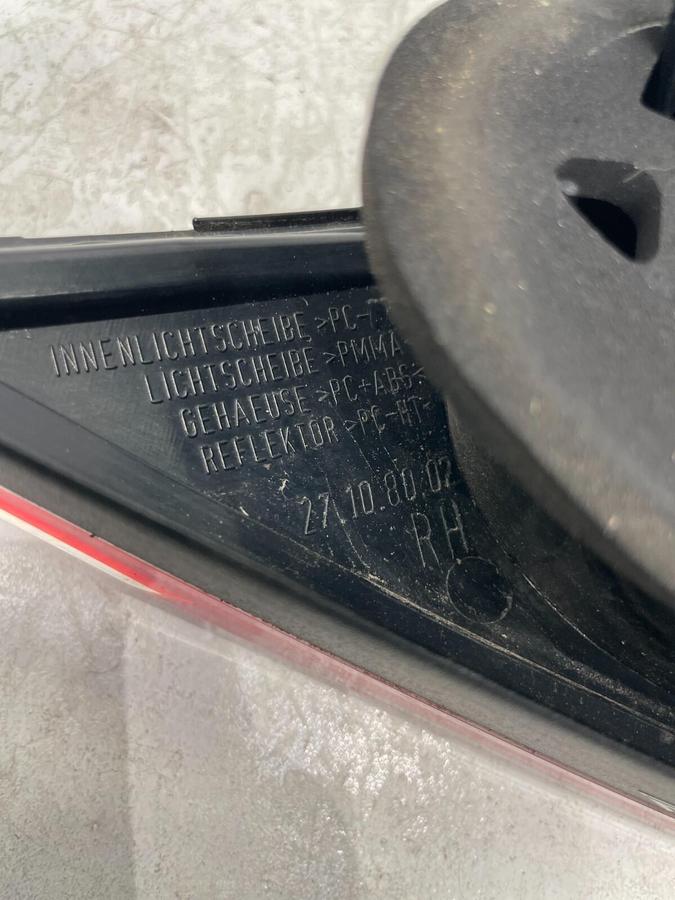 INNENLICHTSCHEIBE >PC-
LICHTSCHEIBE >PMMA
GEHAEUSE >PC+ABS<
REFLEKTOR >PC-HT<
27.10.80.02
RH